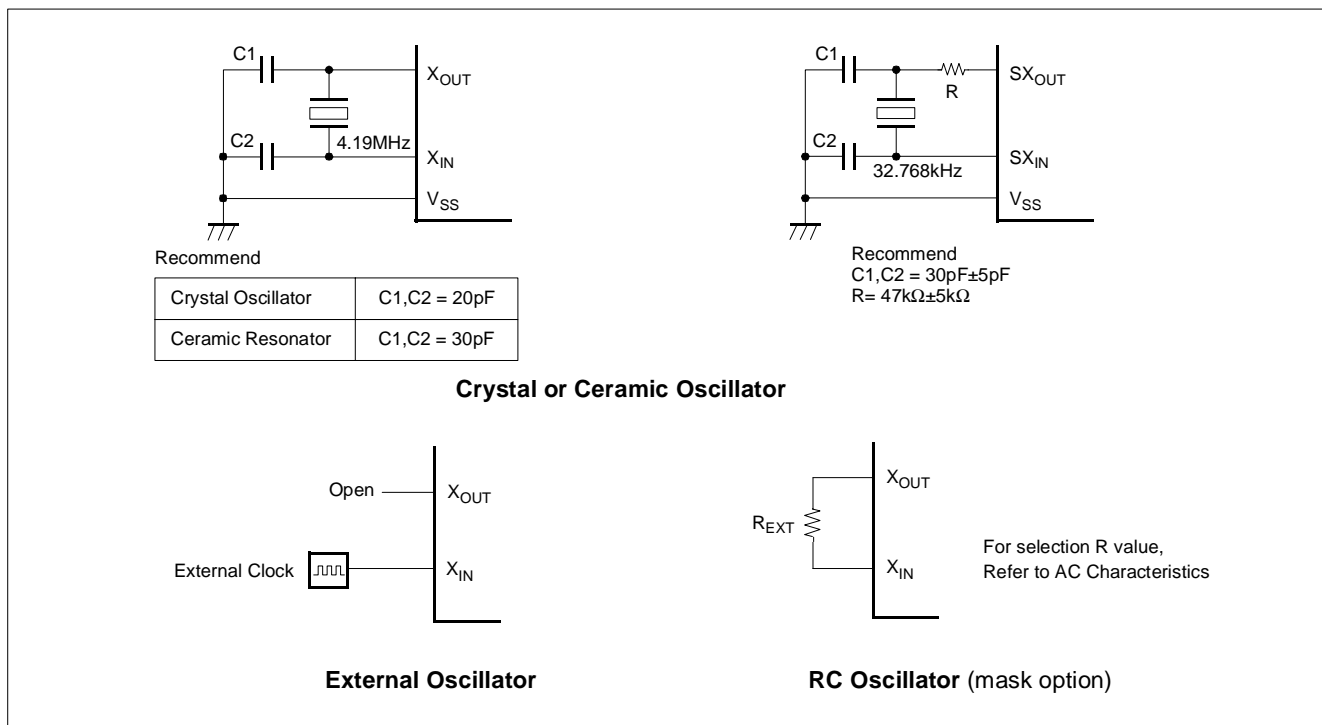 C1
X_OUT
C2
4.19MHz
X_IN
V_SS
Recommend
Crystal Oscillator C1,C2 = 20pF
Ceramic Resonator C1,C2 = 30pF
C1
SX_OUT
R
C2
SX_IN
32.768kHz
V_SS
Recommend
C1,C2 = 30pF±5pF
R= 47kΩ±5kΩ
Crystal or Ceramic Oscillator
Open
X_OUT
External Clock
X_IN
External Oscillator
X_OUT
R_EXT
X_IN
For selection R value,
Refer to AC Characteristics
RC Oscillator (mask option)